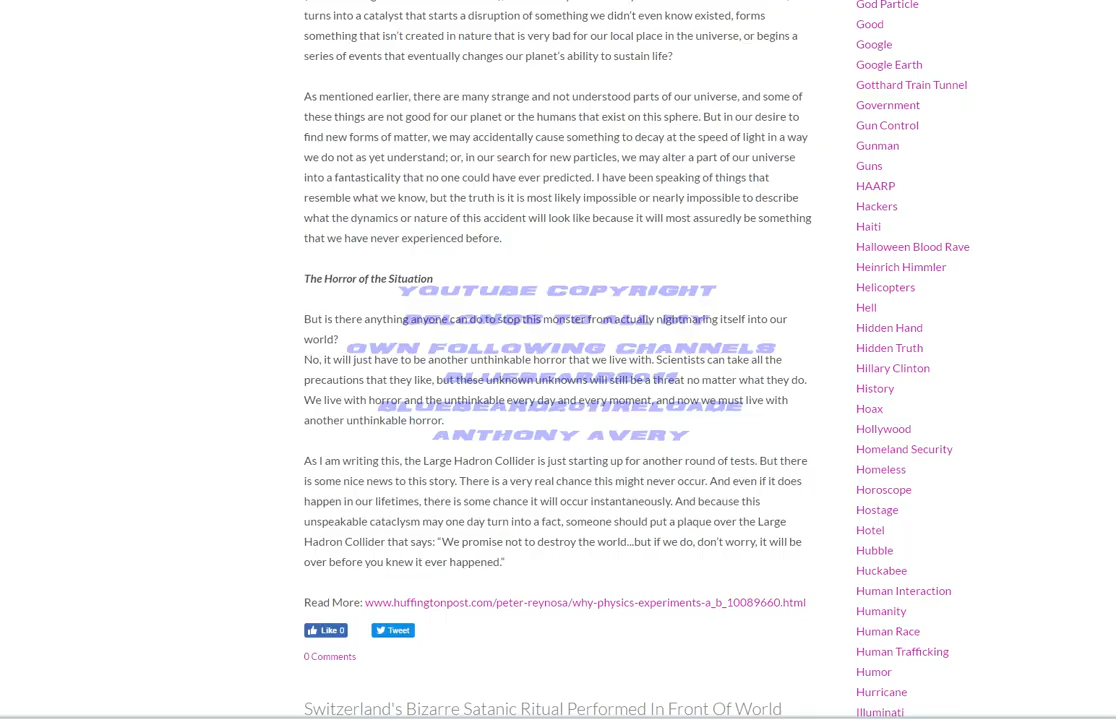 turns into a catalyst that starts a disruption of something we didn't even know existed, forms
something that isn't created in nature that is very bad for our local place in the universe, or begins a
series of events that eventually changes our planet's ability to sustain life?
As mentioned earlier, there are many strange and not understood parts of our universe, and some of
these things are not good for our planet or the humans that exist on this sphere. But in our desire to
find new forms of matter, we may accidentally cause something to decay at the speed of light in a way
we do not as yet understand; or, in our search for new particles, we may alter a part of our universe
into a fantasticality that no one could have ever predicted. I have been speaking of things that
resemble what we know, but the truth is it is most likely impossible or nearly impossible to describe
what the dynamics or nature of this accident will look like because it will most assuredly be something
that we have never experienced before.
The Horror of the Situation
But is there anything anyone can do to stop this monster from actually nightmaring itself into our
world?
No, it will just have to be another unthinkable horror that we live with. Scientists can take all the
precautions that they like, but these unknown unknowns will still be a threat no matter what they do.
We live with horror and the unthinkable every day and every moment, and now we must live with
another unthinkable horror.
YOUTUBE COPYRIGHT
BELONGS TO ALL MY
OWN FOLLOWING CHANNELS
BLUEBEARD2011RELOADE
ANTHONY AVERY
As I am writing this, the Large Hadron Collider is just starting up for another round of tests. But there
is some nice news to this story. There is a very real chance this might never occur. And even if it does
happen in our lifetimes, there is some chance it will occur instantaneously. And because this
unspeakable cataclysm may one day turn into a fact, someone should put a plaque over the Large
Hadron Collider that says: "We promise not to destroy the world...but if we do, don't worry, it will be
over before you knew it ever happened."
Read More: www.huffingtonpost.com/peter-reynosa/why-physics-experiments-a_b_10089660.html
Like 0
Tweet
0 Comments
Switzerland's Bizarre Satanic Ritual Performed In Front Of World
God Particle
Good
Google
Google Earth
Gotthard Train Tunnel
Government
Gun Control
Gunman
Guns
HAARP
Hackers
Haiti
Halloween Blood Rave
Heinrich Himmler
Helicopters
Hell
Hidden Hand
Hidden Truth
Hillary Clinton
History
Hoax
Hollywood
Homeland Security
Homeless
Horoscope
Hostage
Hotel
Hubble
Huckabee
Human Interaction
Humanity
Human Race
Human Trafficking
Humor
Hurricane
Illuminati